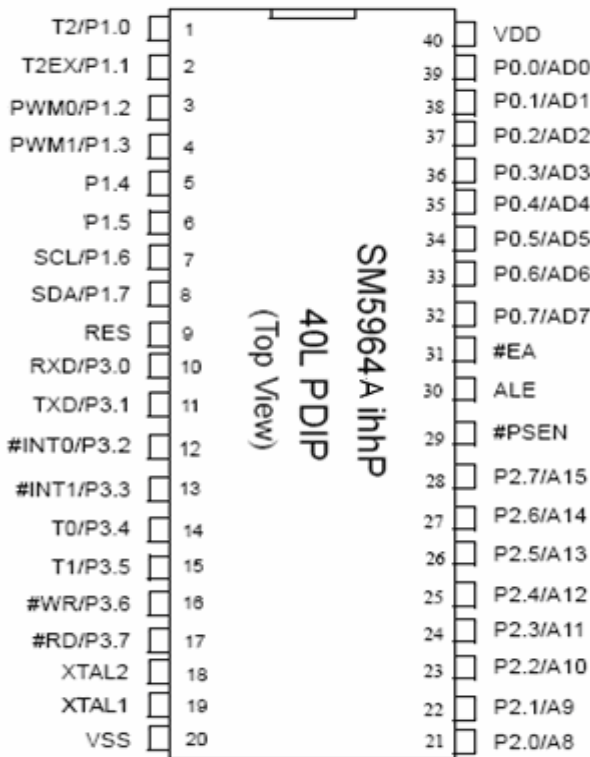 T2/P1.0 1
T2EX/P1.1 2
PWM0/P1.2 3
PWM1/P1.3 4
P1.4 5
'P1.5 6
SCL/P1.6 7
SDA/P1.7 8
RES 9
RXD/P3.0 10
TXD/P3.1 11
#INT0/P3.2 12
#INT1/P3.3 13
T0/P3.4 14
T1/P3.5 15
#WR/P3.6 16
#RD/P3.7 17
XTAL2 18
XTAL1 19
VSS 20
SM5964A ihhP
40L PDIP
(Top View)
40 VDD
39 P0.0/AD0
38 P0.1/AD1
37 P0.2/AD2
36 P0.3/AD3
35 P0.4/AD4
34 P0.5/AD5
33 P0.6/AD6
32 P0.7/AD7
31 #EA
30 ALE
29 #PSEN
28 P2.7/A15
27 P2.6/A14
26 P2.5/A13
25 P2.4/A12
24 P2.3/A11
23 P2.2/A10
22 P2.1/A9
21 P2.0/A8